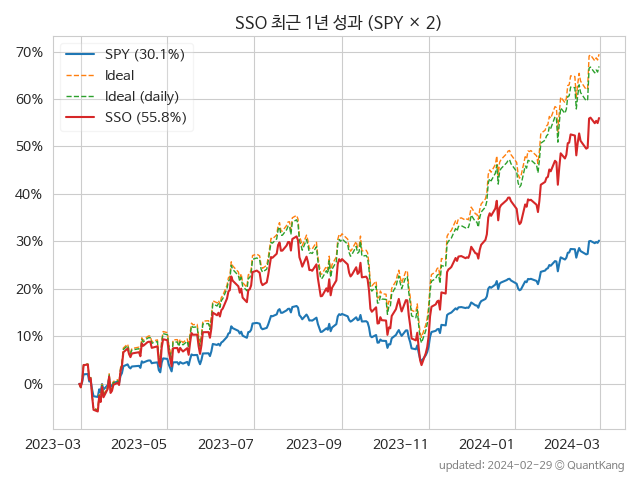 SSO 최근 1년 성과 (SPY × 2)
SPY (30.1%)
Ideal
Ideal (daily)
SSO (55.8%)
70%
60%
50%
40%
30%
20%
10%
0%
2023-03
2023-05
2023-07
2023-09
2023-11
2024-01
2024-03
updated: 2024-02-29 @ QuantKang